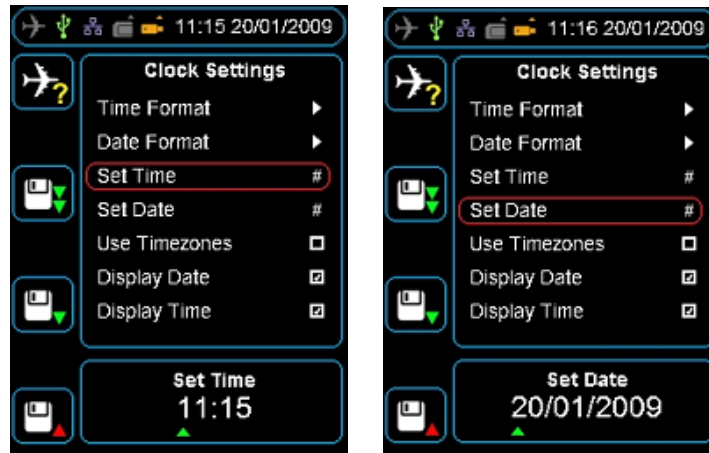 11:15 20/01/2009
Clock Settings
?
Time Format
Date Format
Set Time #
Set Date #
Use Timezones
Display Date
Display Time
Set Time
11:15
11:16 20/01/2009
Clock Settings
?
Time Format
Date Format
Set Time #
Set Date #
Use Timezones
Display Date
Display Time
Set Date
20/01/2009